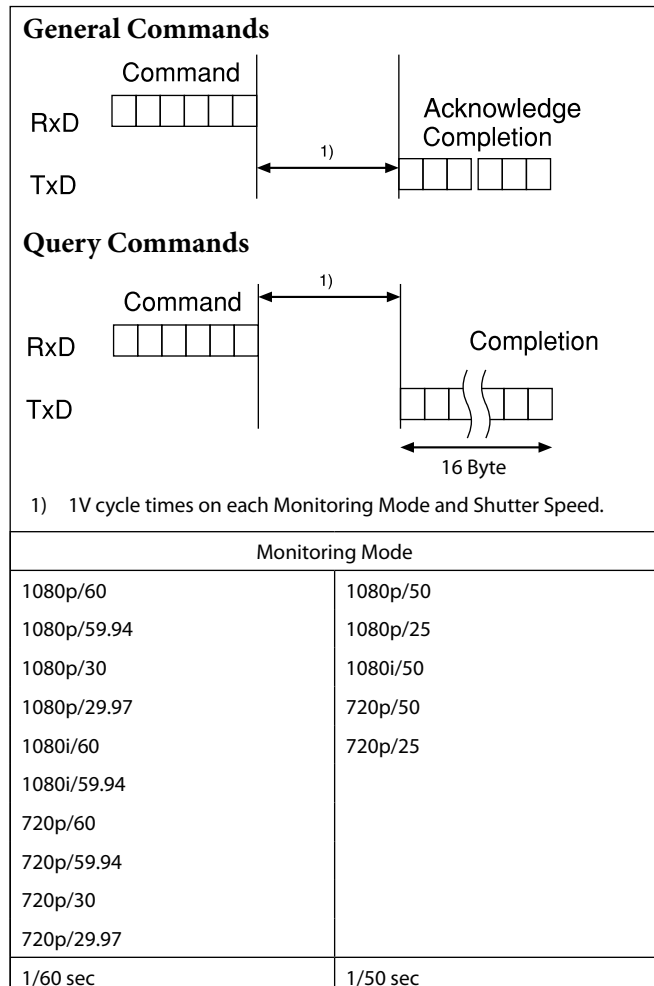 General Commands
Command
RxD
Acknowledge
Completion
1)
TxD
Query Commands
1)
Command
RxD
Completion
TxD
16 Byte
1) 1V cycle times on each Monitoring Mode and Shutter Speed.
Monitoring Mode
1080p/60 1080p/50
1080p/59.94 1080p/25
1080p/30 1080i/50
1080p/29.97 720p/50
1080i/60 720p/25
1080i/59.94
720p/60
720p/59.94
720p/30
720p/29.97
1/60 sec 1/50 sec